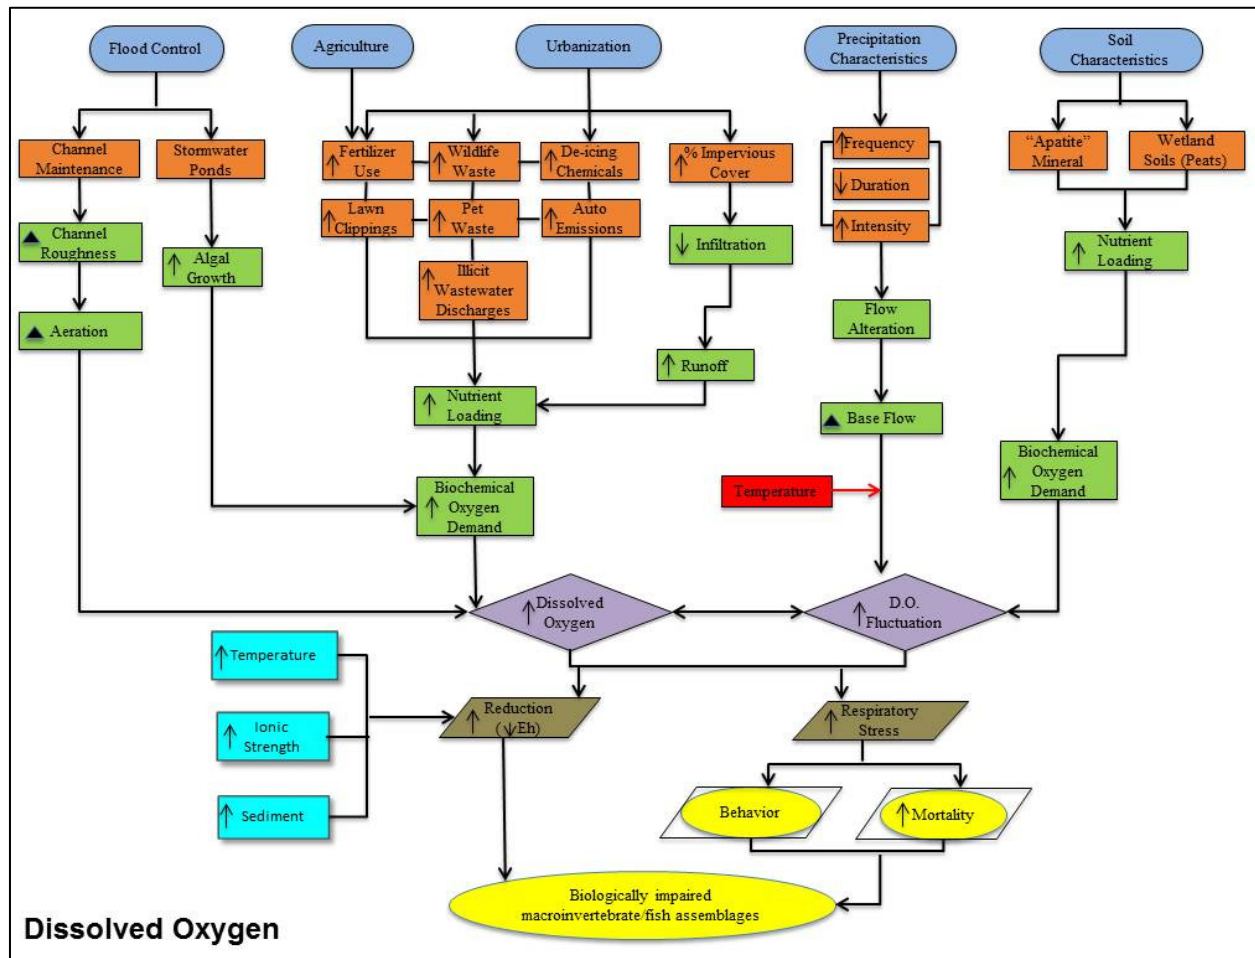 Flood Control
Agriculture
Urbanization
Precipitation
Characteristics
Soil
Characteristics
Channel
Maintenance
Stormwater
Ponds
↑ Fertilizer
Use
↑ Wildlife
Waste
↑ De-icing
Chemicals
↑ % Impervious
Cover
↑ Frequency
↓ Duration
↑ Intensity
“Apatite”
Mineral
Wetland
Soils (Peats)
↑ Lawn
Clippings
↑ Pet
Waste
↑ Auto
Emissions
▲ Channel
Roughness
↑ Algal
Growth
↓ Infiltration
↑ Nutrient
Loading
↑ Illicit
Wastewater
Discharges
▲ Aeration
Flow
Alteration
↑ Runoff
↑ Nutrient
Loading
▲ Base Flow
Biochemical
↑ Oxygen
Demand
Temperature
Biochemical
↑ Oxygen
Demand
↑ Dissolved
Oxygen
↑ D.O.
Fluctuation
↑ Temperature
↑ Ionic
Strength
↑ Sediment
↑ Reduction
(↓Eh)
↑ Respiratory
Stress
Behavior
↑ Mortality
Biologically impaired
macroinvertebrate/fish assemblages
Dissolved Oxygen